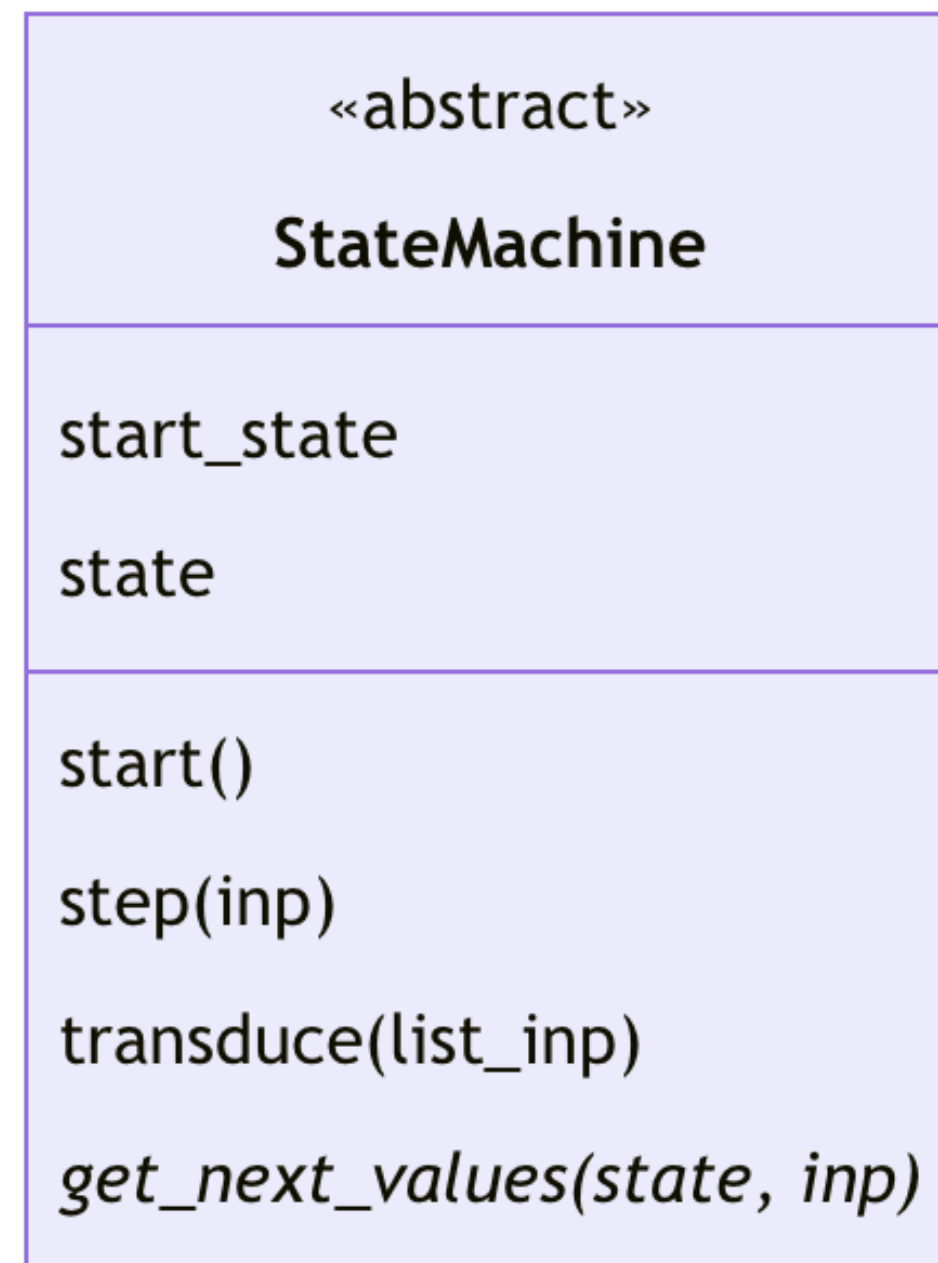 «abstract»
StateMachine
start_state
state
start()
step(inp)
transduce(list_inp)
get_next_values(state, inp)